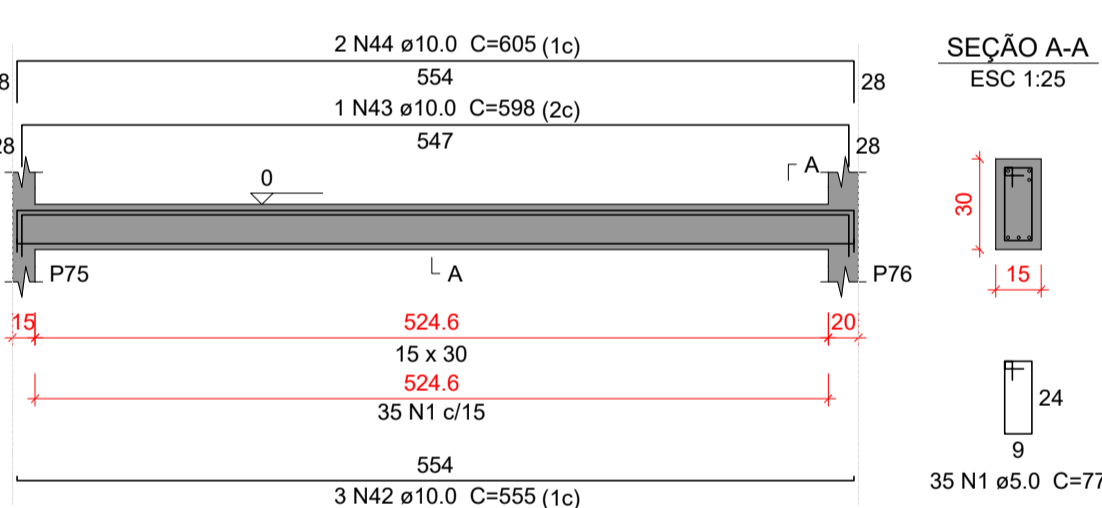 2 N44 ø10.0 C=605 (1c)
554
8
28
1 N43 ø10.0 C=598 (2c)
547
28
28
SEÇÃO A-A
ESC 1:25
0
A
A
P75
P76
30
15
15
524.6
20
15 x 30
524.6
35 N1 c/15
24
9
35 N1 ø5.0 C=77
554
3 N42 ø10.0 C=555 (1c)